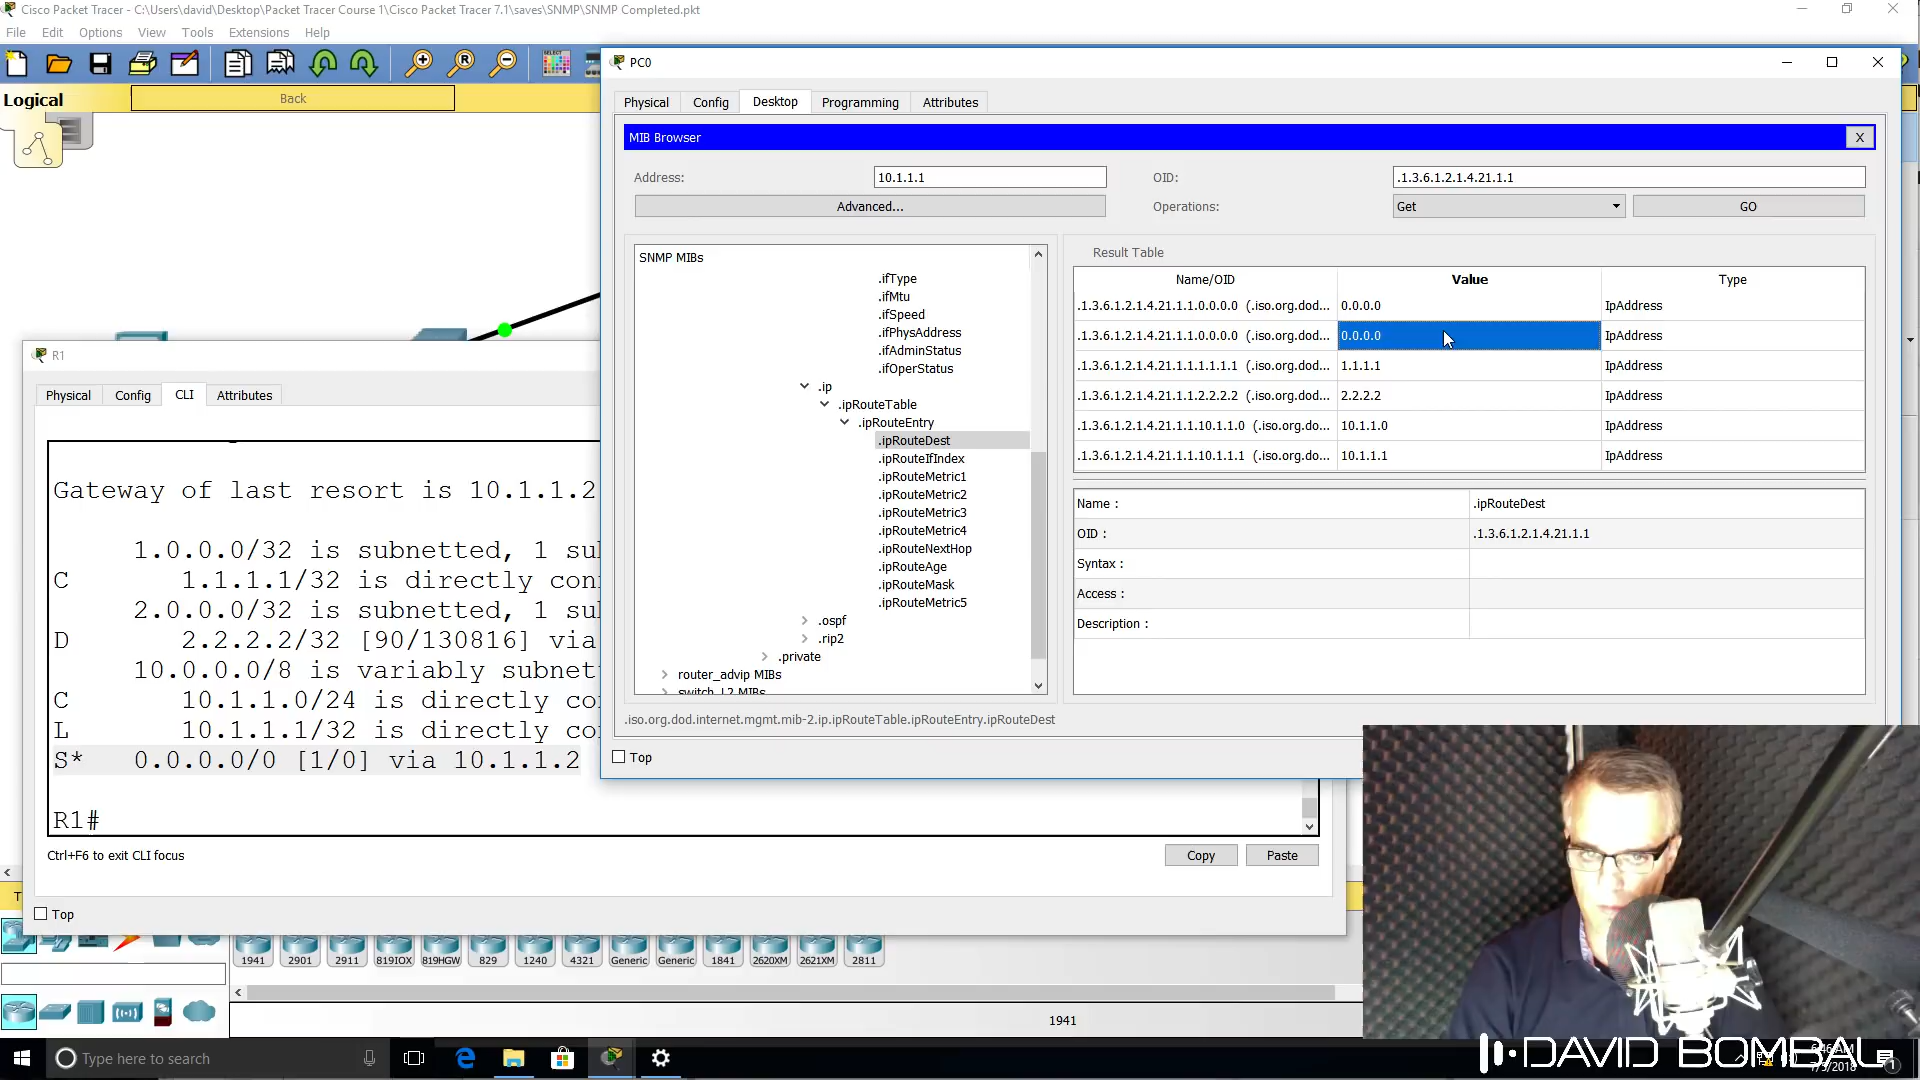 Cisco Packet Tracer - C:\Users\david\Desktop\Packet Tracer Course 1\Cisco Packet Tracer 7.1\saves\SNMP\SNMP Completed.pkt
File Edit Options View Tools Extensions Help
Logical
Back
PC0
Physical Config Desktop Programming Attributes
MIB Browser
X
Address: 10.1.1.1 OID: .1.3.6.1.2.1.4.21.1.1
Advanced... Operations: Get GO
SNMP MIBs
.ifType
.ifMtu
.ifSpeed
.ifPhysAddress
.ifAdminStatus
.ifOperStatus
.ip
.ipRouteTable
.ipRouteEntry
.ipRouteDest
.ipRouteIfIndex
.ipRouteMetric1
.ipRouteMetric2
.ipRouteMetric3
.ipRouteMetric4
.ipRouteNextHop
.ipRouteAge
.ipRouteMask
.ipRouteMetric5
.ospf
.rip2
.private
router_advip MIBs
switch_L2 MIBs
Result Table
Name/OID Value Type
.1.3.6.1.2.1.4.21.1.1.0.0.0.0 (.iso.org.dod... 0.0.0.0 IpAddress
.1.3.6.1.2.1.4.21.1.1.0.0.0.0 (.iso.org.dod... 0.0.0.0 IpAddress
.1.3.6.1.2.1.4.21.1.1.1.1.1.1 (.iso.org.dod... 1.1.1.1 IpAddress
.1.3.6.1.2.1.4.21.1.1.2.2.2.2 (.iso.org.dod... 2.2.2.2 IpAddress
.1.3.6.1.2.1.4.21.1.1.10.1.1.0 (.iso.org.do... 10.1.1.0 IpAddress
.1.3.6.1.2.1.4.21.1.1.10.1.1.1 (.iso.org.do... 10.1.1.1 IpAddress
Name : .ipRouteDest
OID : .1.3.6.1.2.1.4.21.1.1
Syntax :
Access :
Description :
.iso.org.dod.internet.mgmt.mib-2.ip.ipRouteTable.ipRouteEntry.ipRouteDest
Top
R1
Physical Config CLI Attributes
Gateway of last resort is 10.1.1.2
1.0.0.0/32 is subnetted, 1 su
C 1.1.1.1/32 is directly con
2.0.0.0/32 is subnetted, 1 su
D 2.2.2.2/32 [90/130816] via
10.0.0.0/8 is variably subnet
C 10.1.1.0/24 is directly co
L 10.1.1.1/32 is directly co
S* 0.0.0.0/0 [1/0] via 10.1.1.2
R1#
Ctrl+F6 to exit CLI focus
Copy Paste
Top
1941 2901 2911 819IOX 819HGW 829 1240 4321 Generic Generic 1841 2620XM 2621XM 2811
1941
Type here to search
DAVID BOMBAL